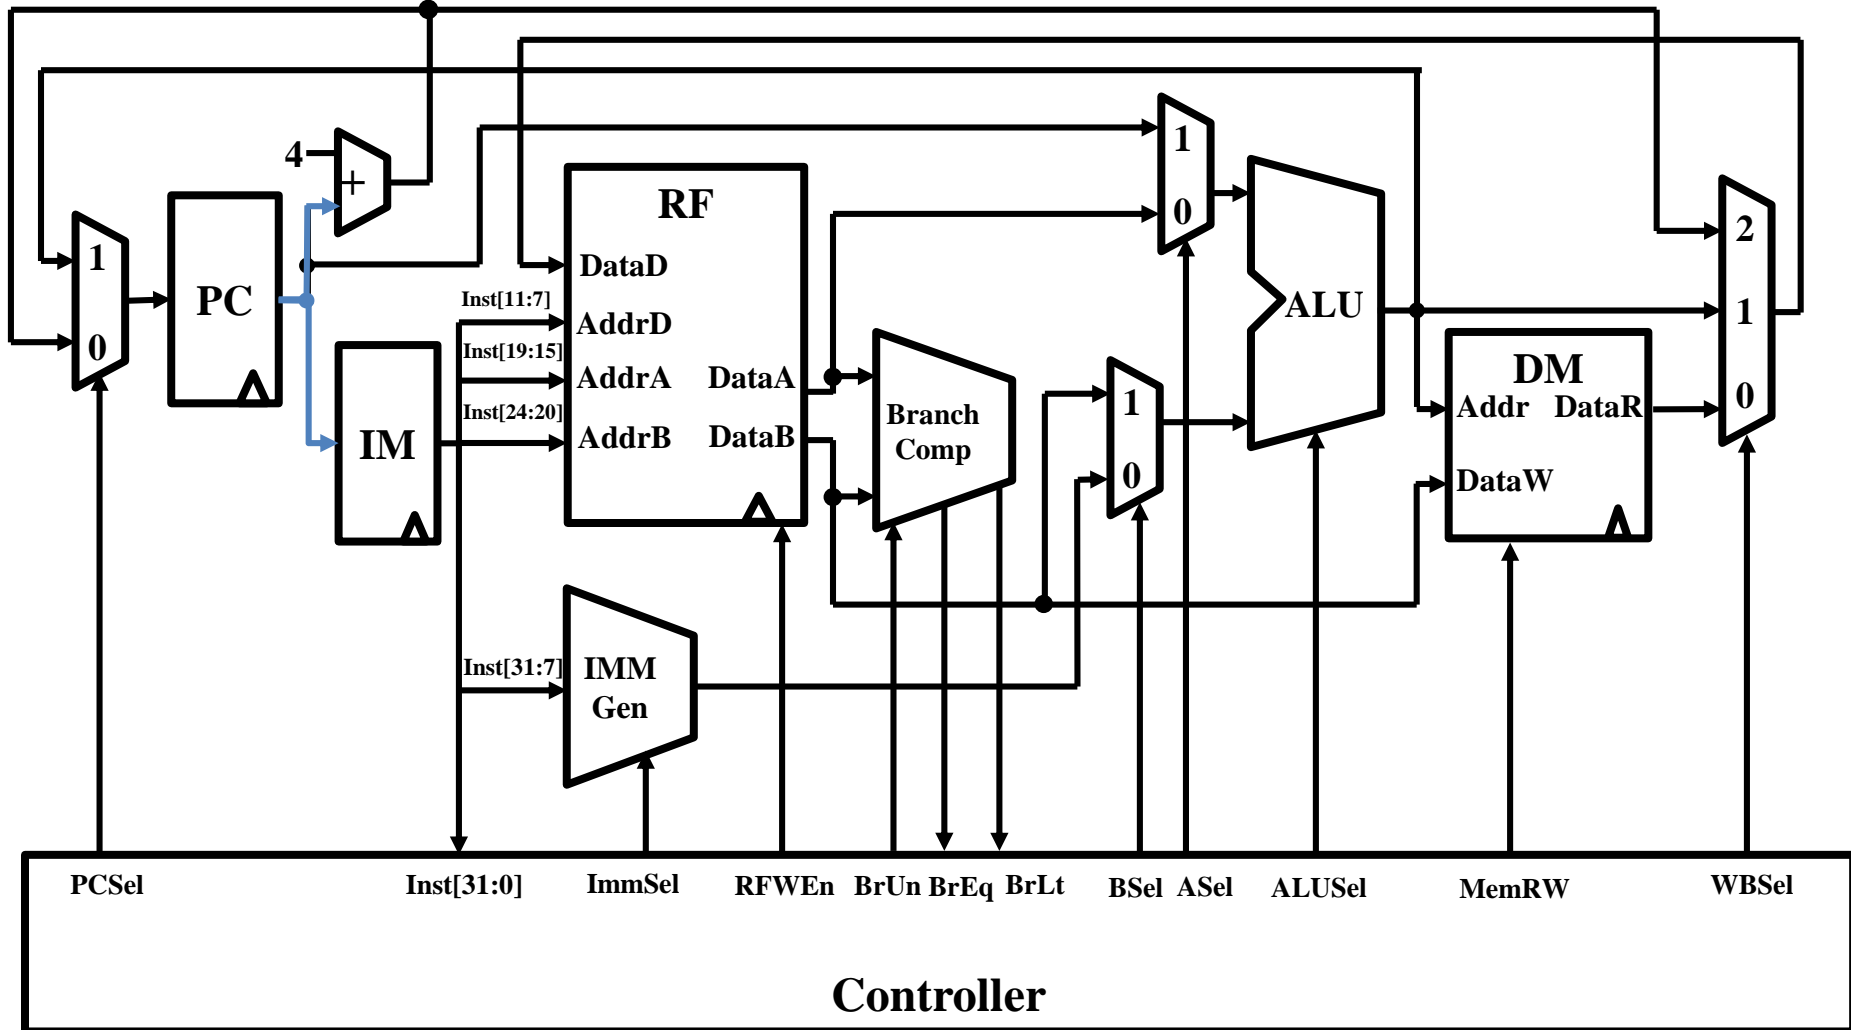 4
+
1
0
PC
IM
Inst[11:7]
Inst[19:15]
Inst[24:20]
Inst[31:7]
RF
DataD
AddrD
AddrA
DataA
AddrB
DataB
IMM
Gen
Branch
Comp
1
0
1
0
ALU
DM
Addr
DataR
DataW
2
1
0
PCSel
Inst[31:0]
ImmSel
RFWEn
BrUn
BrEq
BrLt
BSel
ASel
ALUSel
MemRW
WBSel
Controller